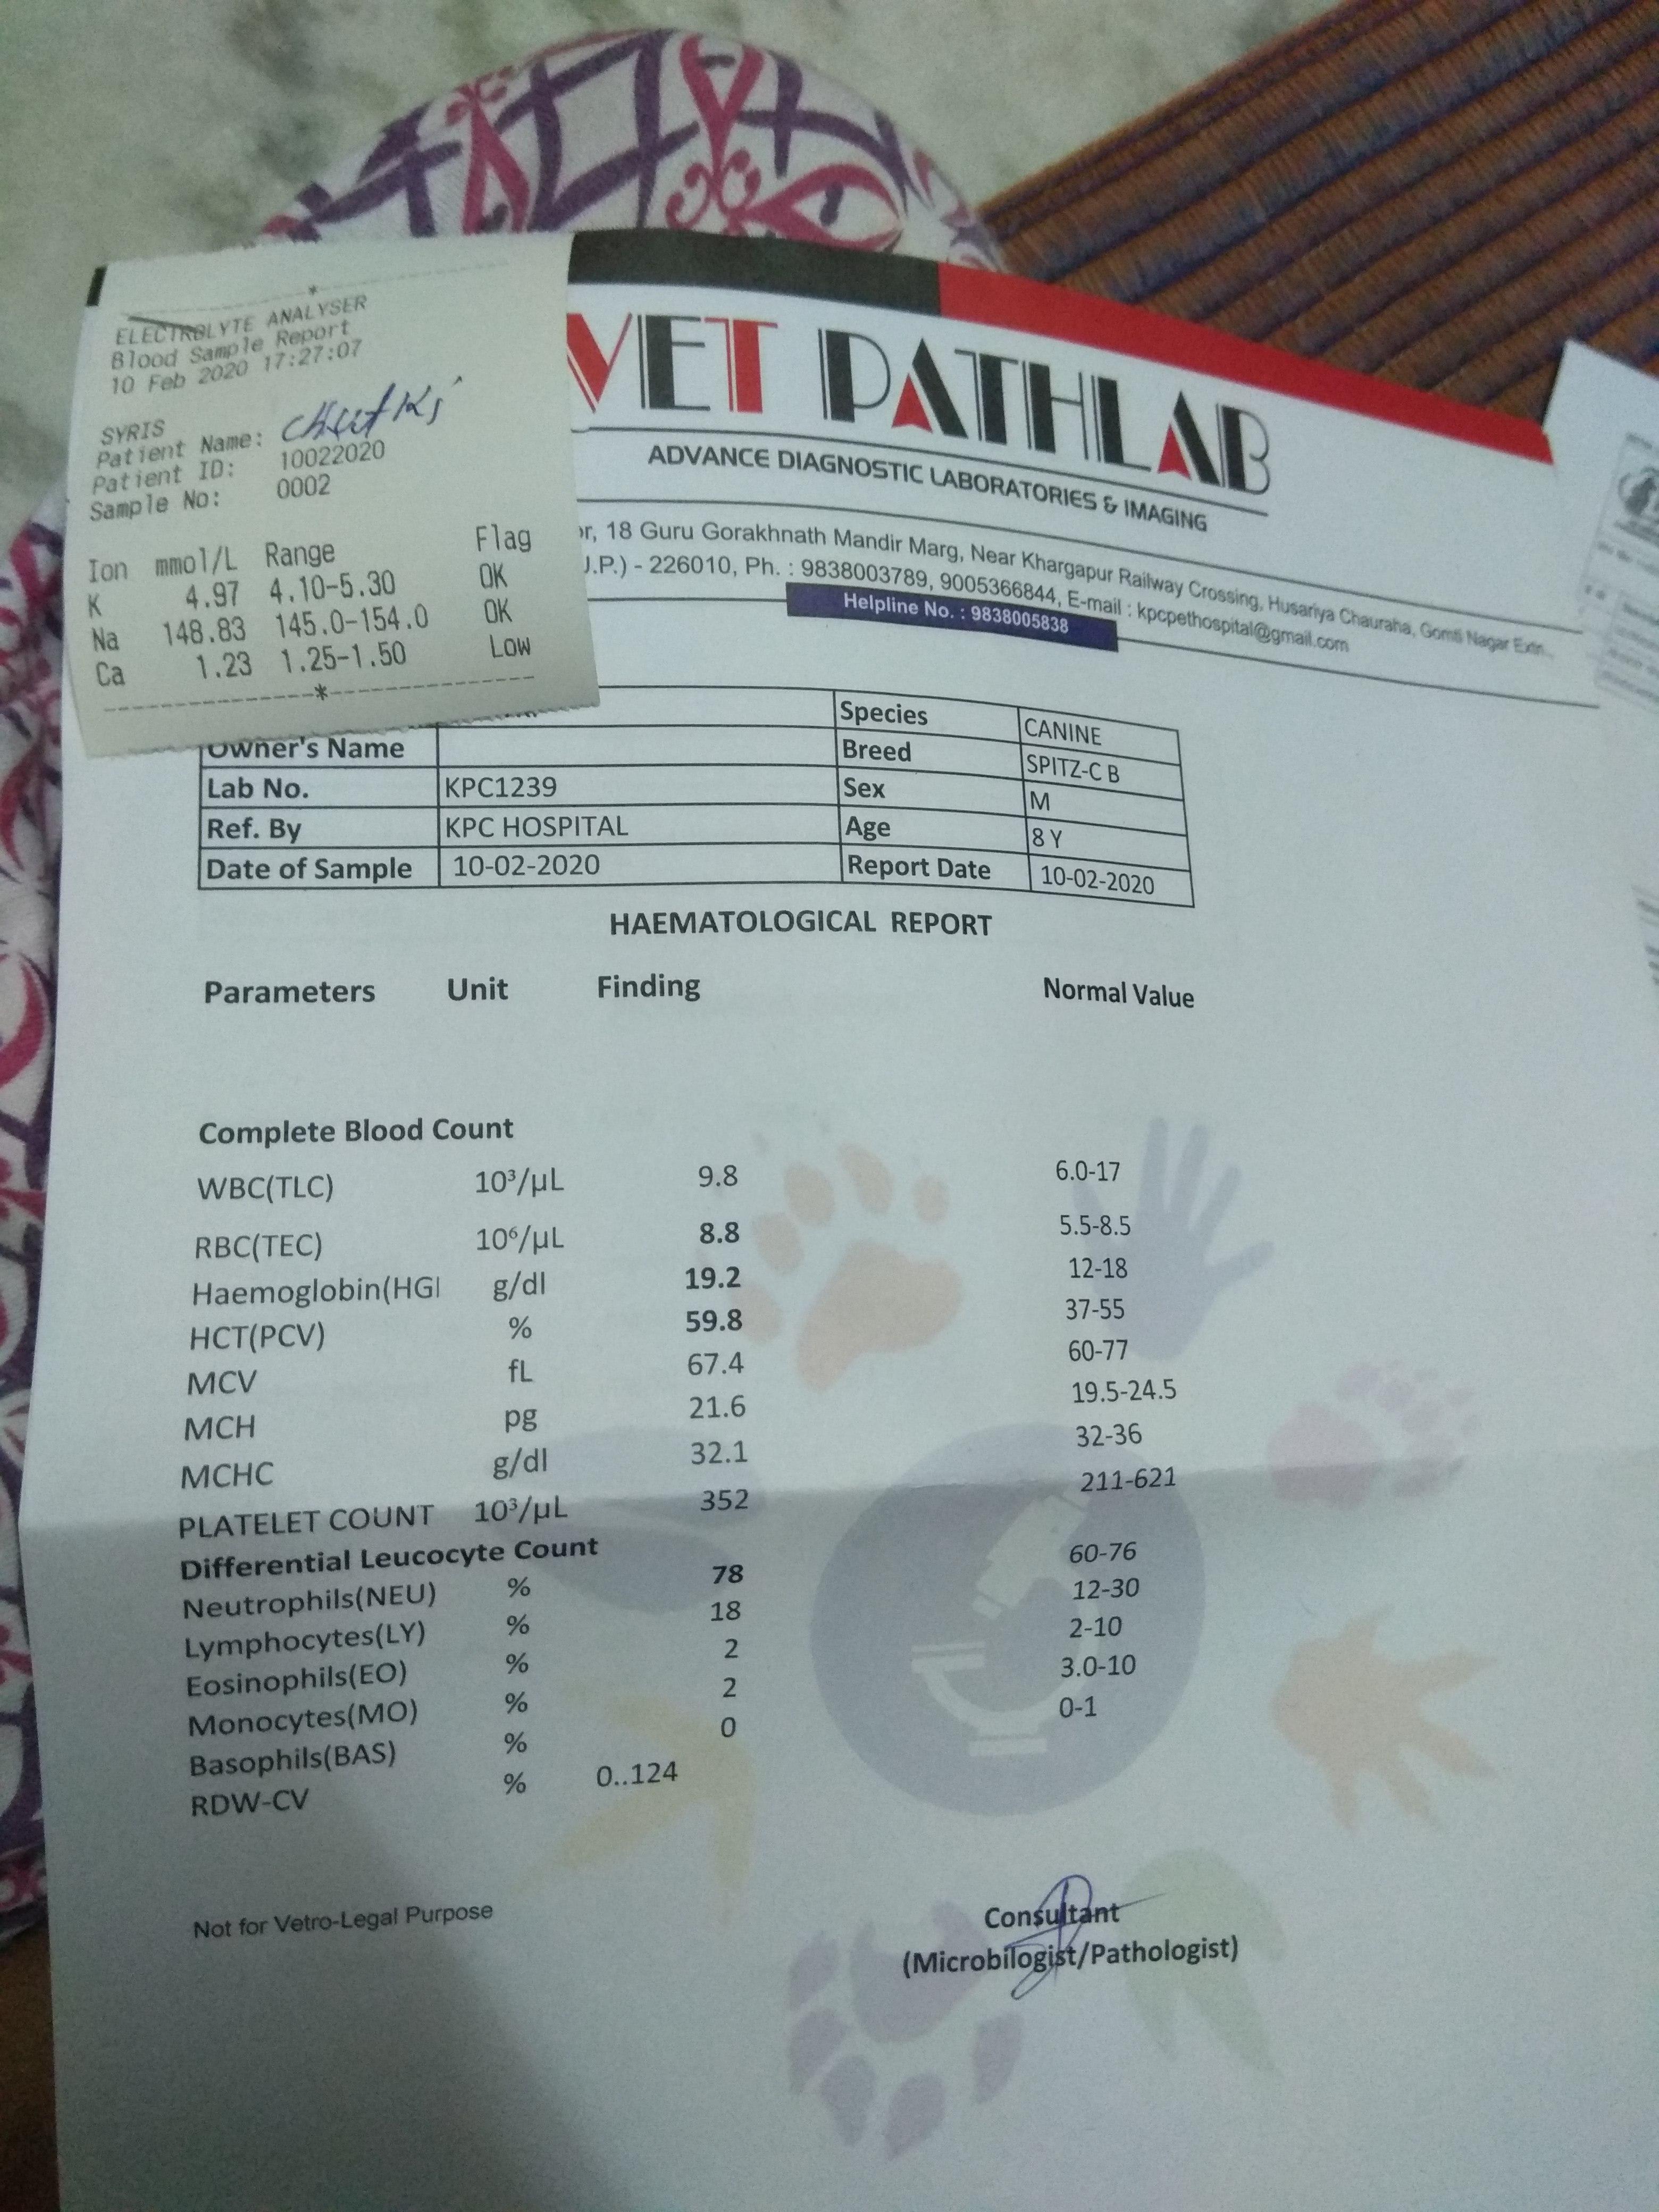 ELECTROLYTE ANALYSER
Blood Sample Report
10 Feb 2020 17:27:07
SYRIS
Patient Name:
Patient ID: 10022020
Sample No: 0002
Ion mmol/L Range Flag
K 4.97 4.10-5.30 OK
Na 148.83 145.0-154.0 OK
Ca 1.23 1.25-1.50 Low
VET PATHLAB
ADVANCE DIAGNOSTIC LABORATORIES & IMAGING
18 Guru Gorakhnath Mandir Marg, Near Khargapur Railway Crossing, Husariya Chauraha, Gomti Nagar Extn.,
- 226010, Ph. : 9838003789, 9005366844, E-mail : kpcpethospital@gmail.com
Helpline No. : 9838005838
Species CANINE
Owner's Name Breed SPITZ-C B
Lab No. KPC1239 Sex M
Ref. By KPC HOSPITAL Age 8 Y
Date of Sample 10-02-2020 Report Date 10-02-2020
HAEMATOLOGICAL REPORT
Parameters Unit Finding Normal Value
Complete Blood Count
WBC(TLC) 10³/µL 9.8 6.0-17
RBC(TEC) 10⁶/µL 8.8 5.5-8.5
Haemoglobin(HG g/dl 19.2 12-18
HCT(PCV) % 59.8 37-55
MCV fL 67.4 60-77
MCH pg 21.6 19.5-24.5
MCHC g/dl 32.1 32-36
PLATELET COUNT 10³/µL 352 211-621
Differential Leucocyte Count
Neutrophils(NEU) % 78 60-76
Lymphocytes(LY) % 18 12-30
Eosinophils(EO) % 2 2-10
Monocytes(MO) % 2 3.0-10
Basophils(BAS) % 0 0-1
RDW-CV % 0..124
Not for Vetro-Legal Purpose
Consultant
(Microbilogist/Pathologist)